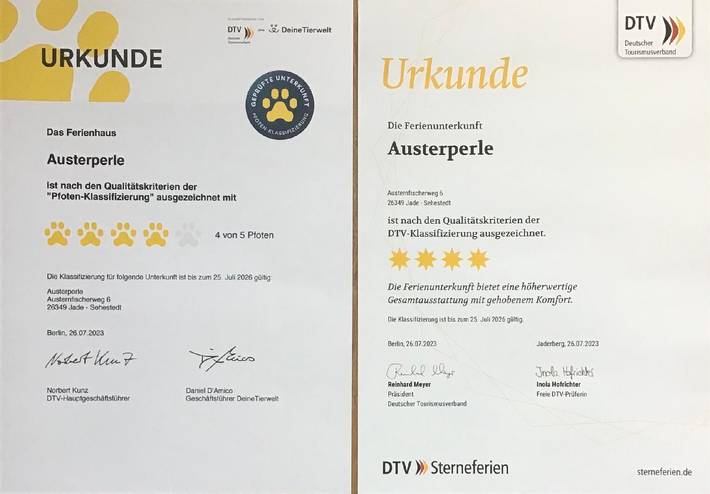 DTV
Deutscher
Tourismusverband
DeineTierwelt
URKUNDE
GEPRÜFTE UNTERKUNFT
PFOTEN-KLASSIFIZIERUNG
Das Ferienhaus
Austerperle
Ist nach den Qualitätskriterien der
"Pfoten-Klassifizierung" ausgezeichnet mit
4 von 5 Pfoten
Die Klassifizierung für folgende Unterkunft ist bis zum 25. Juli 2026 gültig:
Austerperle
Austernfischerweg 6
26349 Jade - Sehestedt
Berlin, 26.07.2023
Norbert Kunz
DTV-Hauptgeschäftsführer
Daniel D'Amico
Geschäftsführer DeineTierwelt
DTV
Deutscher
Tourismusverband
Urkunde
Die Ferienunterkunft
Austerperle
Austernfischerweg 6
26349 Jade - Sehestedt
ist nach den Qualitätskriterien der
DTV-Klassifizierung ausgezeichnet.
Die Ferienunterkunft bietet eine höherwertige
Gesamtausstattung mit gehobenem Komfort.
Die Klassifizierung ist bis zum 25. Juli 2026 gültig.
Berlin, 26.07.2023
Jaderberg, 26.07.2023
Reinhard Meyer
Präsident
Deutscher Tourismusverband
Inola Hofrichter
Freie DTV-Prüferin
DTV Sterneferien
sterneferien.de